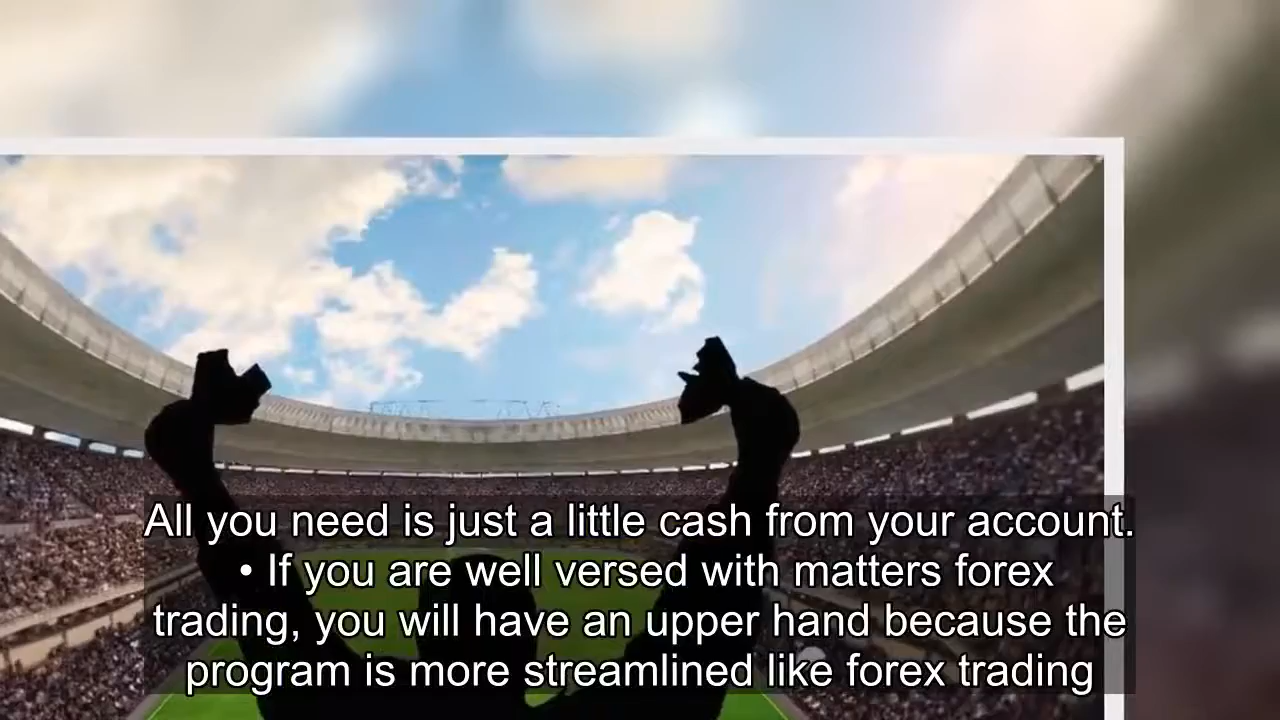 All you need is just a little cash from your account.
• If you are well versed with matters forex
trading, you will have an upper hand because the
program is more streamlined like forex trading